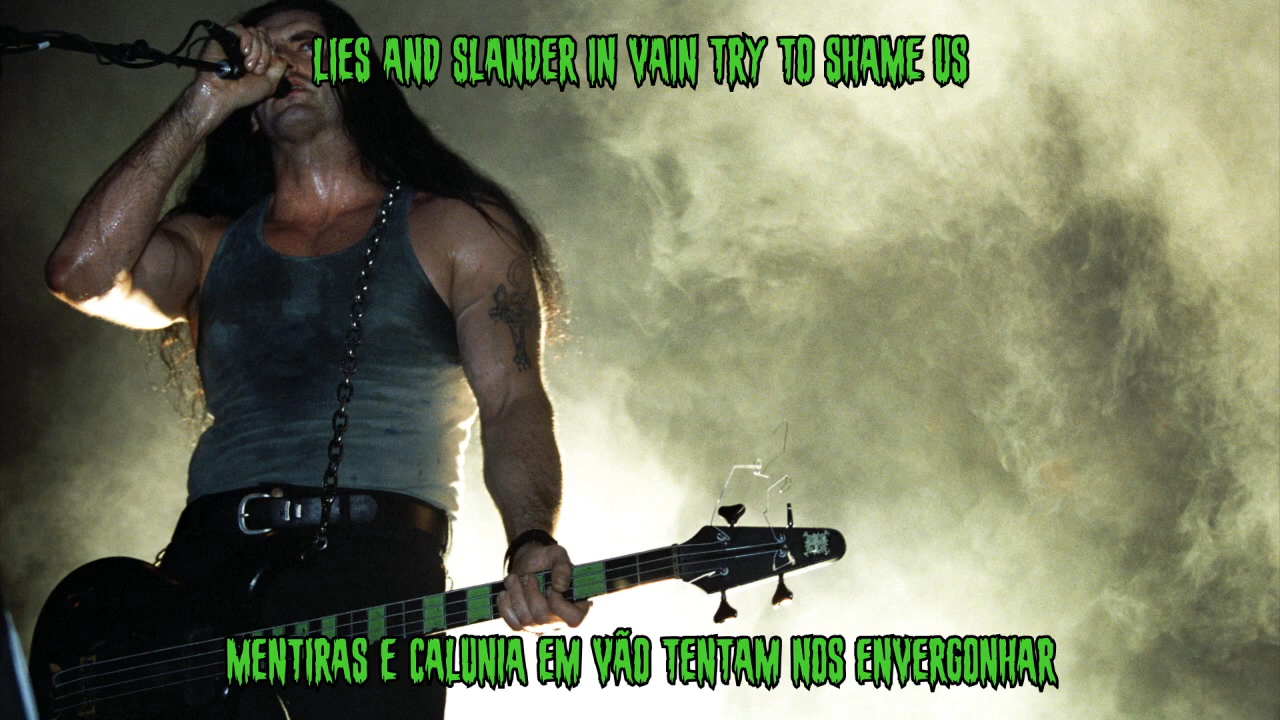 LIES AND SLANDER IN VAIN TRY TO SHAME US
MENTIRAS E CALUNIA EM VÃO TENTAM NOS ENVERGONHAR